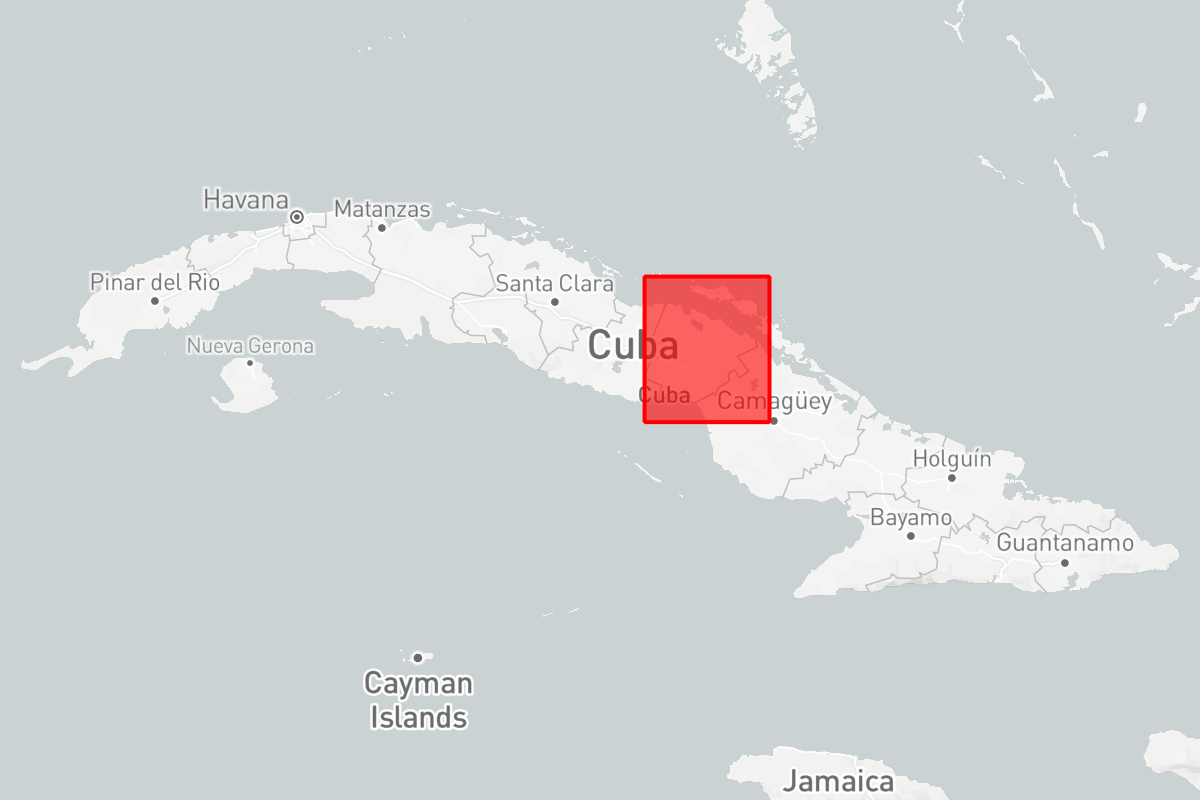 Havana
Matanzas
Pinar del Rio
Santa Clara
Nueva Gerona
Cuba
Cuba
Camagüey
Holguín
Bayamo
Guantanamo
Cayman
Islands
Jamaica